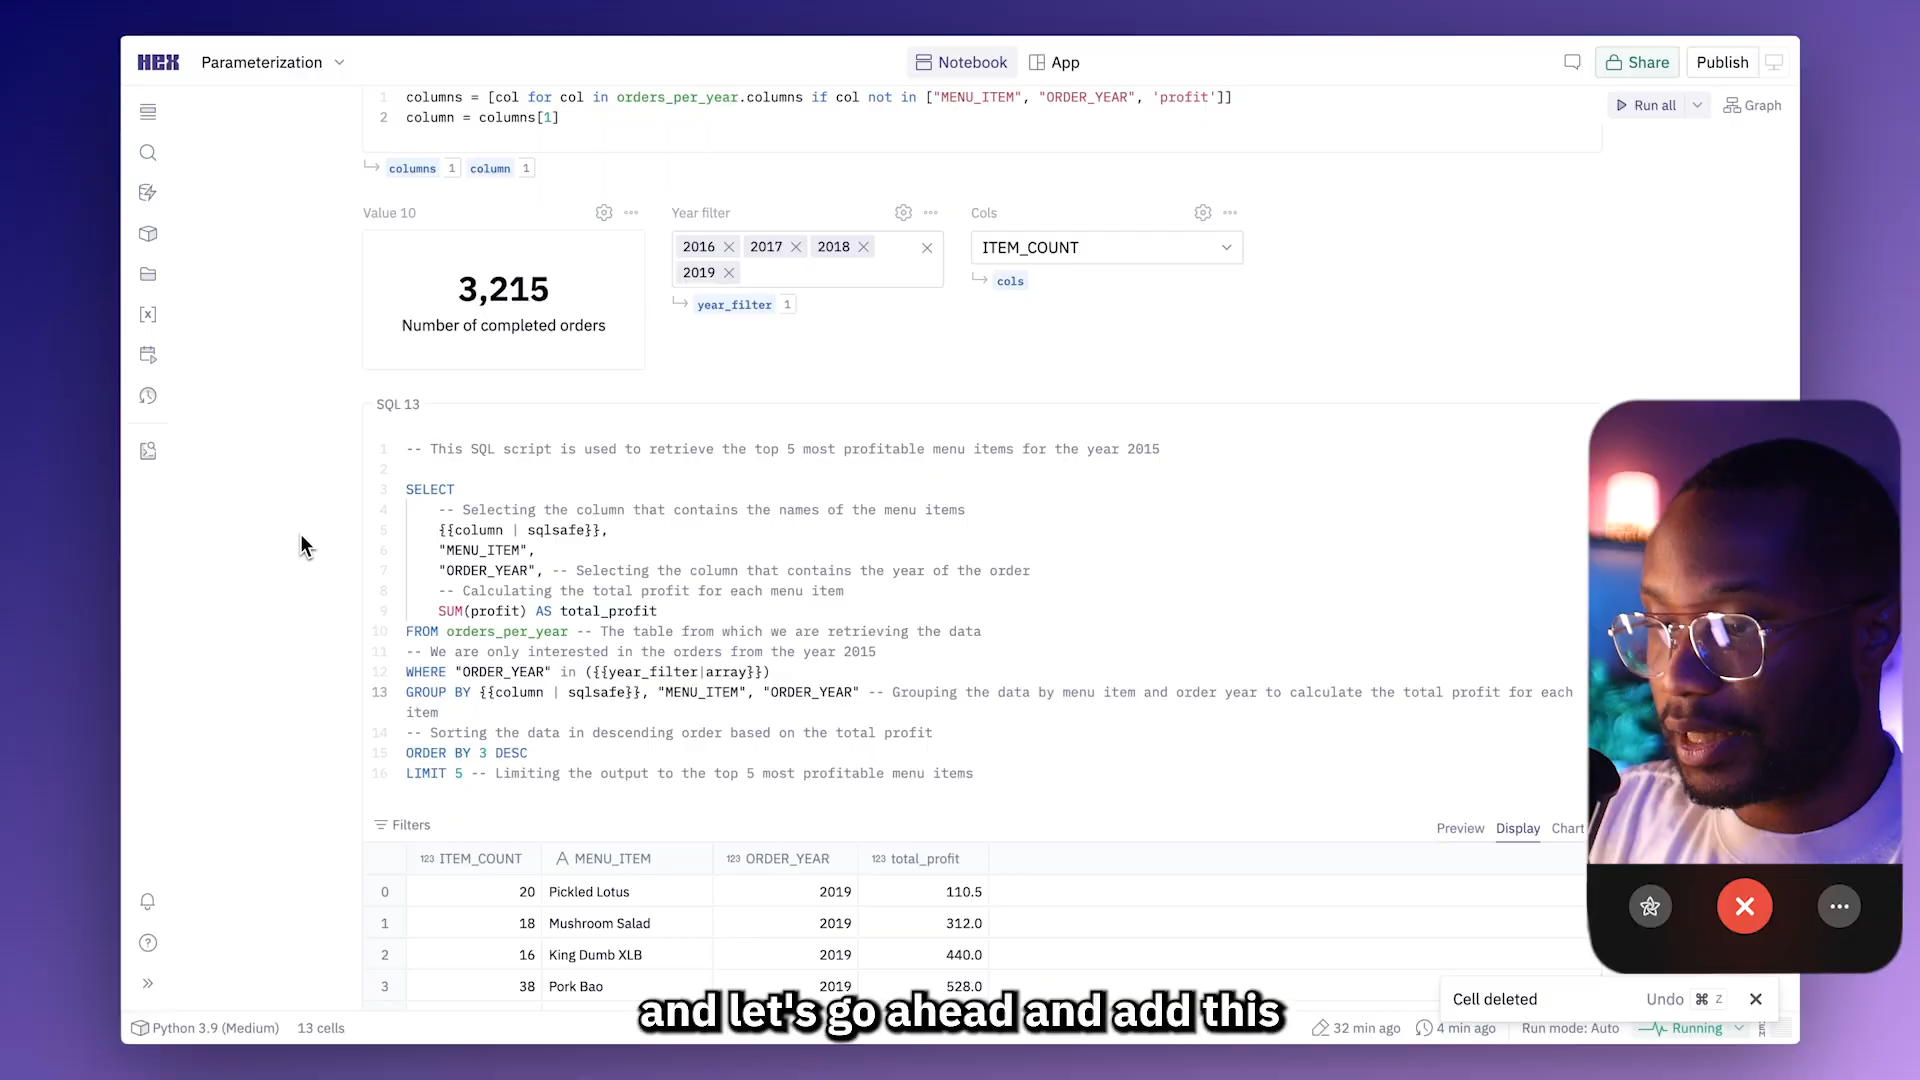 HEX Parameterization Notebook App Share Publish
1 columns = [col for col in orders_per_year.columns if col not in ["MENU_ITEM", "ORDER_YEAR", 'profit']]
Run all Graph
2 column = columns[1]
columns 1 column 1
Value 10 Year filter Cols
2016 2017 2018 ITEM_COUNT
2019
cols
3,215
year_filter 1
Number of completed orders
SQL 13
1 -- This SQL script is used to retrieve the top 5 most profitable menu items for the year 2015
2
3 SELECT
4 -- Selecting the column that contains the names of the menu items
5 {{column | sqlsafe}},
6 "MENU_ITEM",
7 "ORDER_YEAR", -- Selecting the column that contains the year of the order
8 -- Calculating the total profit for each menu item
9 SUM(profit) AS total_profit
10 FROM orders_per_year -- The table from which we are retrieving the data
11 -- We are only interested in the orders from the year 2015
12 WHERE "ORDER_YEAR" in ({{year_filter|array}})
13 GROUP BY {{column | sqlsafe}}, "MENU_ITEM", "ORDER_YEAR" -- Grouping the data by menu item and order year to calculate the total profit for each
item
14 -- Sorting the data in descending order based on the total profit
15 ORDER BY 3 DESC
16 LIMIT 5 -- Limiting the output to the top 5 most profitable menu items
Filters Preview Display Chart
123 ITEM_COUNT A MENU_ITEM 123 ORDER_YEAR 123 total_profit
0 20 Pickled Lotus 2019 110.5
1 18 Mushroom Salad 2019 312.0
2 16 King Dumb XLB 2019 440.0
3 38 Pork Bao 2019 528.0
Cell deleted Undo ⌘ Z
and let's go ahead and add this
Python 3.9 (Medium) 13 cells 32 min ago 4 min ago Run mode: Auto Running